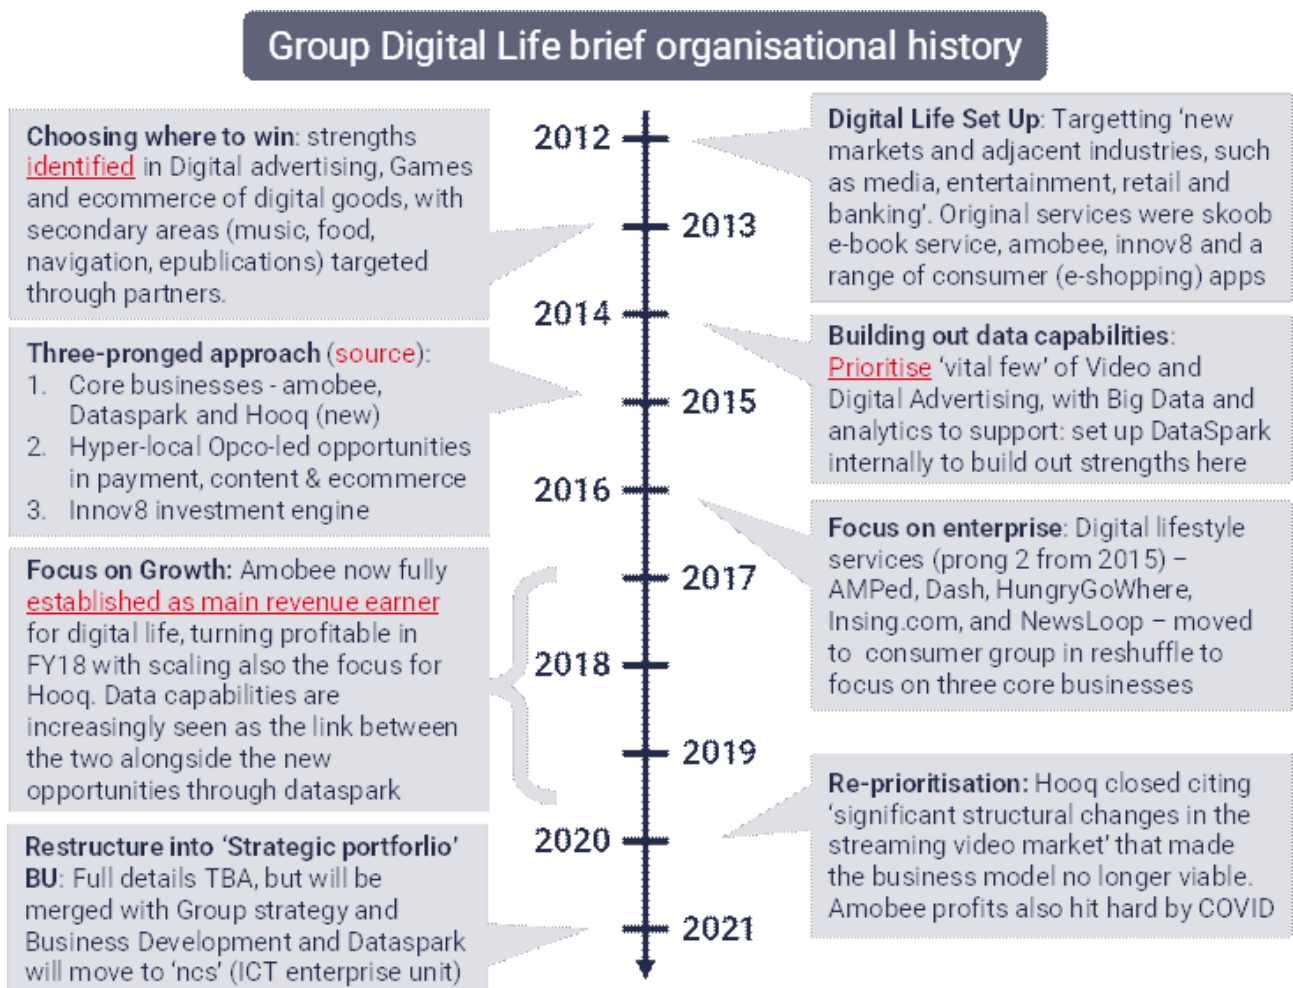 Group Digital Life brief organisational history
Choosing where to win: strengths
identified in Digital advertising, Games
and ecommerce of digital goods, with
secondary areas (music, food,
navigation, epublications) targeted
through partners.
Three-pronged approach (source):
1. Core businesses - amobee,
Dataspark and Hooq (new)
2. Hyper-local Opco-led opportunities
in payment, content & ecommerce
3. Innov8 investment engine
Focus on Growth: Amobee now fully
established as main revenue earner
for digital life, turning profitable in
FY18 with scaling also the focus for
Hooq. Data capabilities are
increasingly seen as the link between
the two alongside the new
opportunities through dataspark
Restructure into ‘Strategic portforlio’
BU: Full details TBA, but will be
merged with Group strategy and
Business Development and Dataspark
will move to ‘ncs’ (ICT enterprise unit)
2012
2013
2014
2015
2016
2017
2018
2019
2020
2021
Digital Life Set Up: Targetting ‘new
markets and adjacent industries, such
as media, entertainment, retail and
banking’. Original services were skoob
e-book service, amobee, innov8 and a
range of consumer (e-shopping) apps
Building out data capabilities:
Prioritise ‘vital few’ of Video and
Digital Advertising, with Big Data and
analytics to support: set up DataSpark
internally to build out strengths here
Focus on enterprise: Digital lifestyle
services (prong 2 from 2015) –
AMPed, Dash, HungryGoWhere,
Insing.com, and NewsLoop – moved
to consumer group in reshuffle to
focus on three core businesses
Re-prioritisation: Hooq closed citing
‘significant structural changes in the
streaming video market’ that made
the business model no longer viable.
Amobee profits also hit hard by COVID